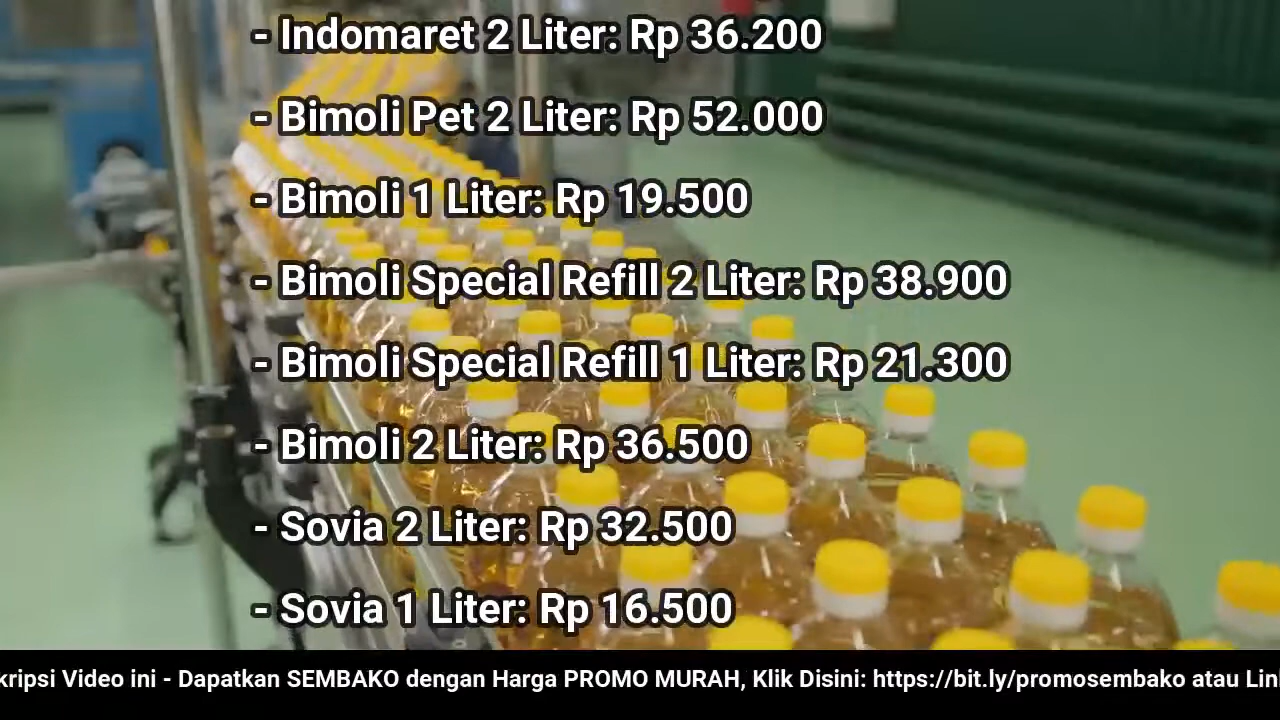 - Indomaret 2 Liter: Rp 36.200
- Bimoli Pet 2 Liter: Rp 52.000
- Bimoli 1 Liter: Rp 19.500
- Bimoli Special Refill 2 Liter: Rp 38.900
- Bimoli Special Refill 1 Liter: Rp 21.300
- Bimoli 2 Liter: Rp 36.500
- Sovia 2 Liter: Rp 32.500
- Sovia 1 Liter: Rp 16.500
kripsi Video ini - Dapatkan SEMBAKO dengan Harga PROMO MURAH, Klik Disini: https://bit.ly/promosembako atau Lin